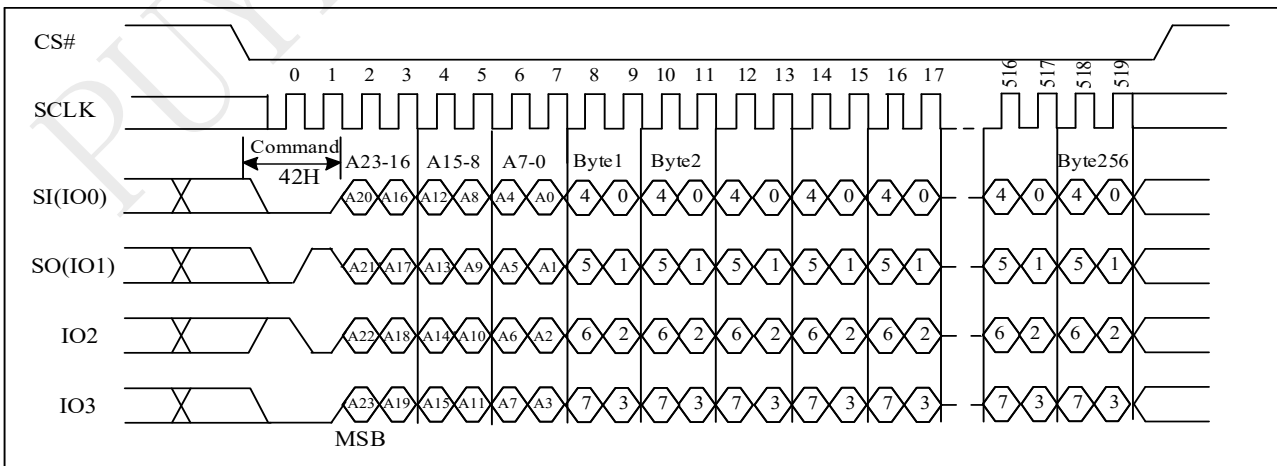 PUY
CS#
0 1 2 3 4 5 6 7 8 9 10 11 12 13 14 15 16 17 516 517 518 519
SCLK
Command A23-16 A15-8 A7-0 Byte1 Byte2 Byte256
42H
SI(IO0) A20 A16 A12 A8 A4 A0 4 0 4 0 4 0 4 0 4 0 4 0 4 0
SO(IO1) A21 A17 A13 A9 A5 A1 5 1 5 1 5 1 5 1 5 1 5 1 5 1
IO2 A22 A18 A14 A10 A6 A2 6 2 6 2 6 2 6 2 6 2 6 2 6 2
IO3 A23 A19 A15 A11 A7 A3 7 3 7 3 7 3 7 3 7 3 7 3 7 3
MSB